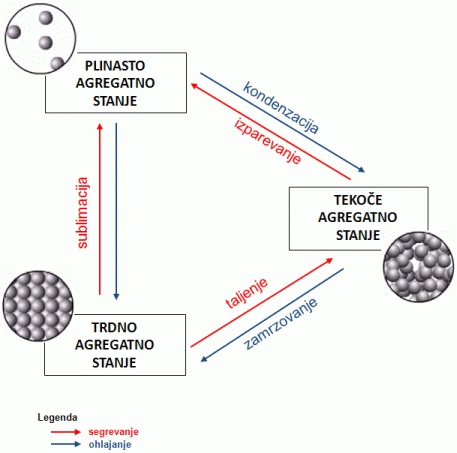 PLINASTO
AGREGATNO
STANJE
kondenzacija
izparevanje
TEKOČE
AGREGATNO
STANJE
sublimacija
taljenje
zamrzovanje
TRDNO
AGREGATNO
STANJE
Legenda
segrevanje
ohlajanje